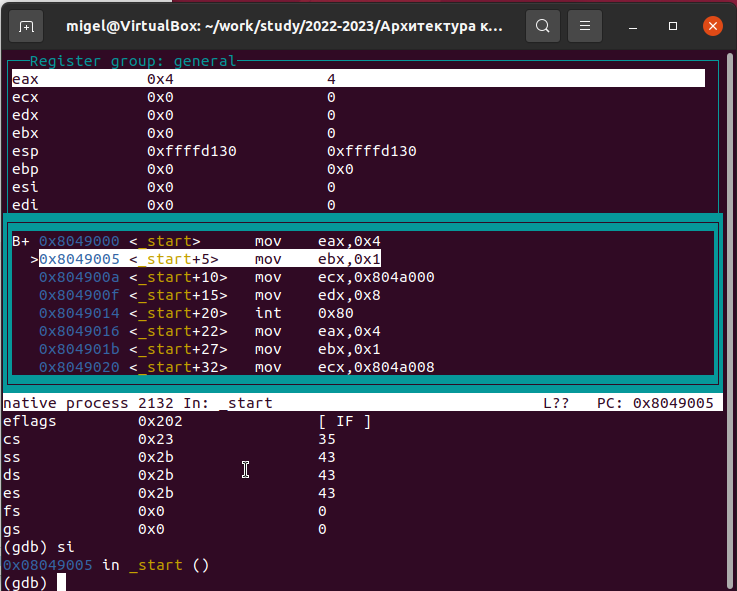 migel@VirtualBox: ~/work/study/2022-2023/Архитектура к...
Register group: general
eax 0x4 4
ecx 0x0 0
edx 0x0 0
ebx 0x0 0
esp 0xffffd130 0xffffd130
ebp 0x0 0x0
esi 0x0 0
edi 0x0 0
B+ 0x8049000 <_start> mov eax,0x4
>0x8049005 <_start+5> mov ebx,0x1
0x804900a <_start+10> mov ecx,0x804a000
0x804900f <_start+15> mov edx,0x8
0x8049014 <_start+20> int 0x80
0x8049016 <_start+22> mov eax,0x4
0x804901b <_start+27> mov ebx,0x1
0x8049020 <_start+32> mov ecx,0x804a008
native process 2132 In: _start L?? PC: 0x8049005
eflags 0x202 [ IF ]
cs 0x23 35
ss 0x2b 43
ds 0x2b 43
es 0x2b 43
fs 0x0 0
gs 0x0 0
(gdb) si
0x08049005 in _start ()
(gdb)